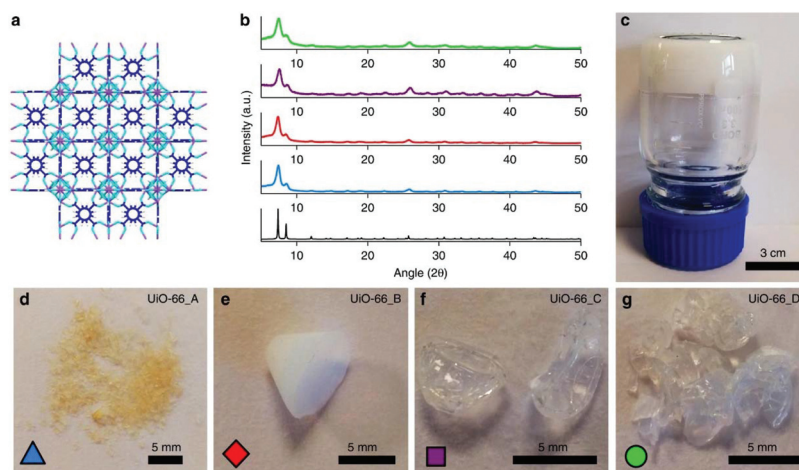 a
b
c
Intensity (a.u.)
10 20 30 40 50
10 20 30 40 50
10 20 30 40 50
10 20 30 40 50
10 20 30 40 50
Angle (2θ)
3 cm
d UiO-66_A
5 mm
e UiO-66_B
5 mm
f UiO-66_C
5 mm
g UiO-66_D
5 mm